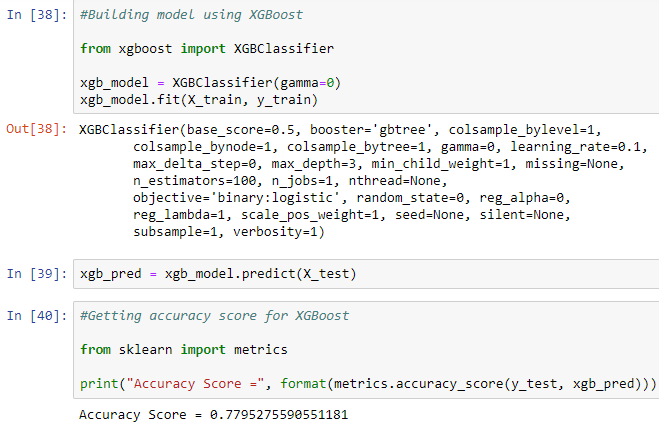 In [38]: #Building model using XGBoost
from xgboost import XGBClassifier
xgb_model = XGBClassifier(gamma=0)
xgb_model.fit(X_train, y_train)
Out[38]: XGBClassifier(base_score=0.5, booster='gbtree', colsample_bylevel=1,
colsample_bynode=1, colsample_bytree=1, gamma=0, learning_rate=0.1,
max_delta_step=0, max_depth=3, min_child_weight=1, missing=None,
n_estimators=100, n_jobs=1, nthread=None,
objective='binary:logistic', random_state=0, reg_alpha=0,
reg_lambda=1, scale_pos_weight=1, seed=None, silent=None,
subsample=1, verbosity=1)
In [39]: xgb_pred = xgb_model.predict(X_test)
In [40]: #Getting accuracy score for XGBoost
from sklearn import metrics
print("Accuracy Score =", format(metrics.accuracy_score(y_test, xgb_pred)))
Accuracy Score = 0.7795275590551181